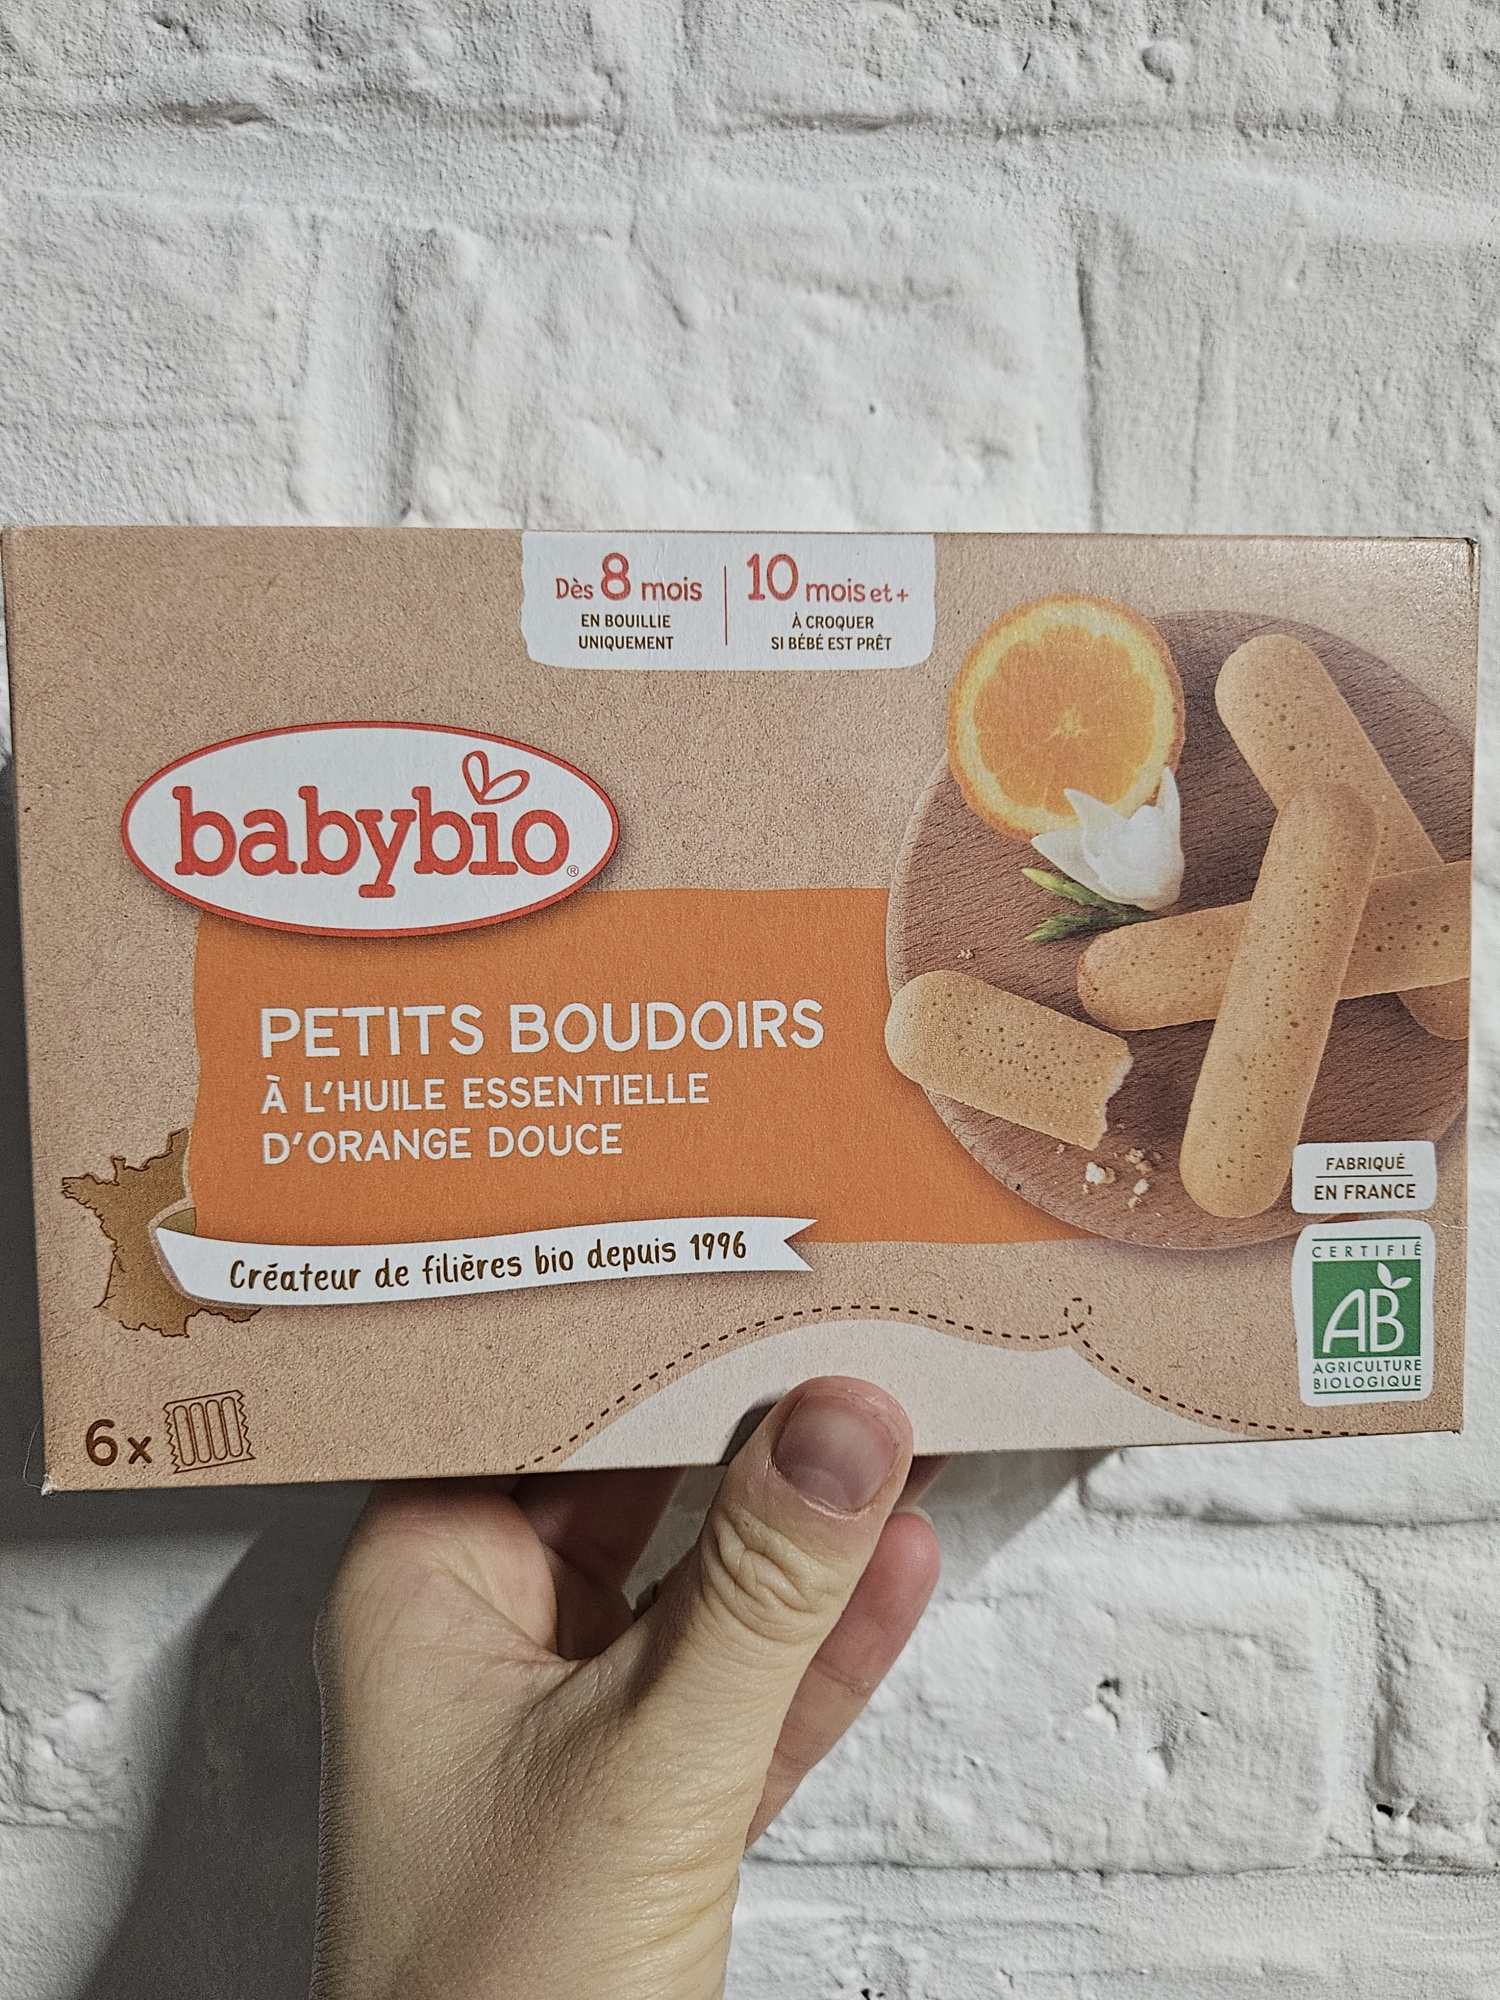 Dès 8 mois
EN BOUILLIE
UNIQUEMENT
10 mois et +
À CROQUER
SI BÉBÉ EST PRÊT
babybio®
PETITS BOUDOIRS
À L'HUILE ESSENTIELLE
D'ORANGE DOUCE
Créateur de filières bio depuis 1996
6x
FABRIQUÉ
EN FRANCE
CERTIFIÉ
AB
AGRICULTURE
BIOLOGIQUE